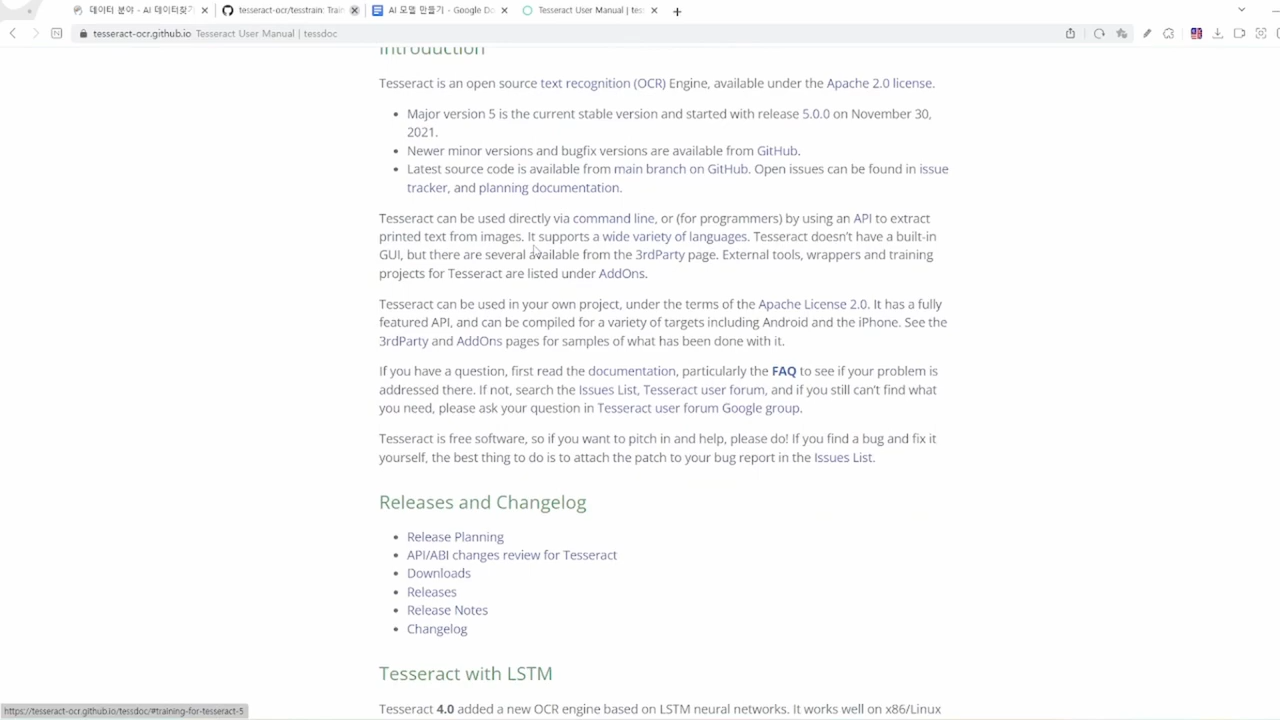 데이터 분야 - AI 데이터찾기
tesseract-ocr/tesstrain: Train
AI 모델 만들기 - Google Do
Tesseract User Manual | tes
tesseract-ocr.github.io Tesseract User Manual | tessdoc
Introduction
Tesseract is an open source text recognition (OCR) Engine, available under the Apache 2.0 license.
• Major version 5 is the current stable version and started with release 5.0.0 on November 30,
2021.
• Newer minor versions and bugfix versions are available from GitHub.
• Latest source code is available from main branch on GitHub. Open issues can be found in issue
tracker, and planning documentation.
Tesseract can be used directly via command line, or (for programmers) by using an API to extract
printed text from images. It supports a wide variety of languages. Tesseract doesn't have a built-in
GUI, but there are several available from the 3rdParty page. External tools, wrappers and training
projects for Tesseract are listed under AddOns.
Tesseract can be used in your own project, under the terms of the Apache License 2.0. It has a fully
featured API, and can be compiled for a variety of targets including Android and the iPhone. See the
3rdParty and AddOns pages for samples of what has been done with it.
If you have a question, first read the documentation, particularly the FAQ to see if your problem is
addressed there. If not, search the Issues List, Tesseract user forum, and if you still can't find what
you need, please ask your question in Tesseract user forum Google group.
Tesseract is free software, so if you want to pitch in and help, please do! If you find a bug and fix it
yourself, the best thing to do is to attach the patch to your bug report in the Issues List.
Releases and Changelog
• Release Planning
• API/ABI changes review for Tesseract
• Downloads
• Releases
• Release Notes
• Changelog
Tesseract with LSTM
Tesseract 4.0 added a new OCR engine based on LSTM neural networks. It works well on x86/Linux
https://tesseract-ocr.github.io/tessdoc/#training-for-tesseract-5